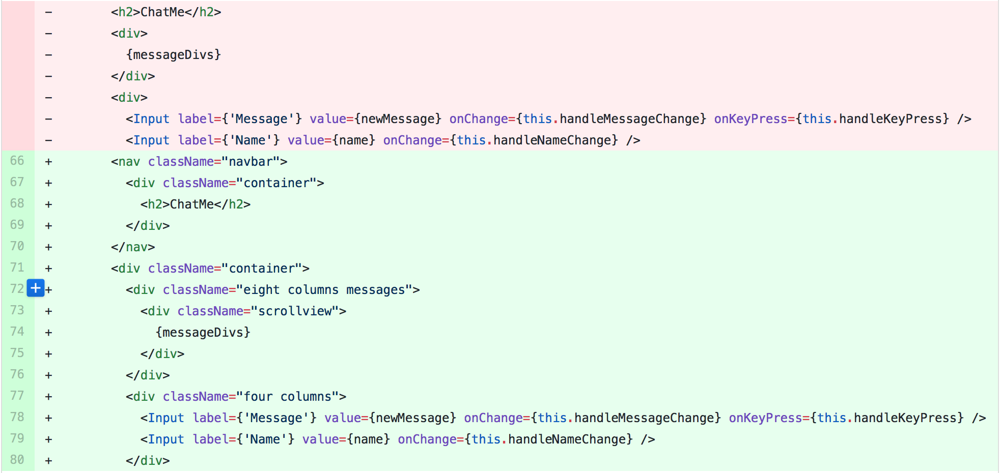 -        <h2>ChatMe</h2>
-        <div>
-          {messageDivs}
-        </div>
-        <div>
-          <Input label={'Message'} value={newMessage} onChange={this.handleMessageChange} onKeyPress={this.handleKeyPress} />
-          <Input label={'Name'} value={name} onChange={this.handleNameChange} />
66 +        <nav className="navbar">
67 +          <div className="container">
68 +            <h2>ChatMe</h2>
69 +          </div>
70 +        </nav>
71 +        <div className="container">
72 + +          <div className="eight columns messages">
73 +            <div className="scrollview">
74 +              {messageDivs}
75 +            </div>
76 +          </div>
77 +          <div className="four columns">
78 +            <Input label={'Message'} value={newMessage} onChange={this.handleMessageChange} onKeyPress={this.handleKeyPress} />
79 +            <Input label={'Name'} value={name} onChange={this.handleNameChange} />
80 +          </div>